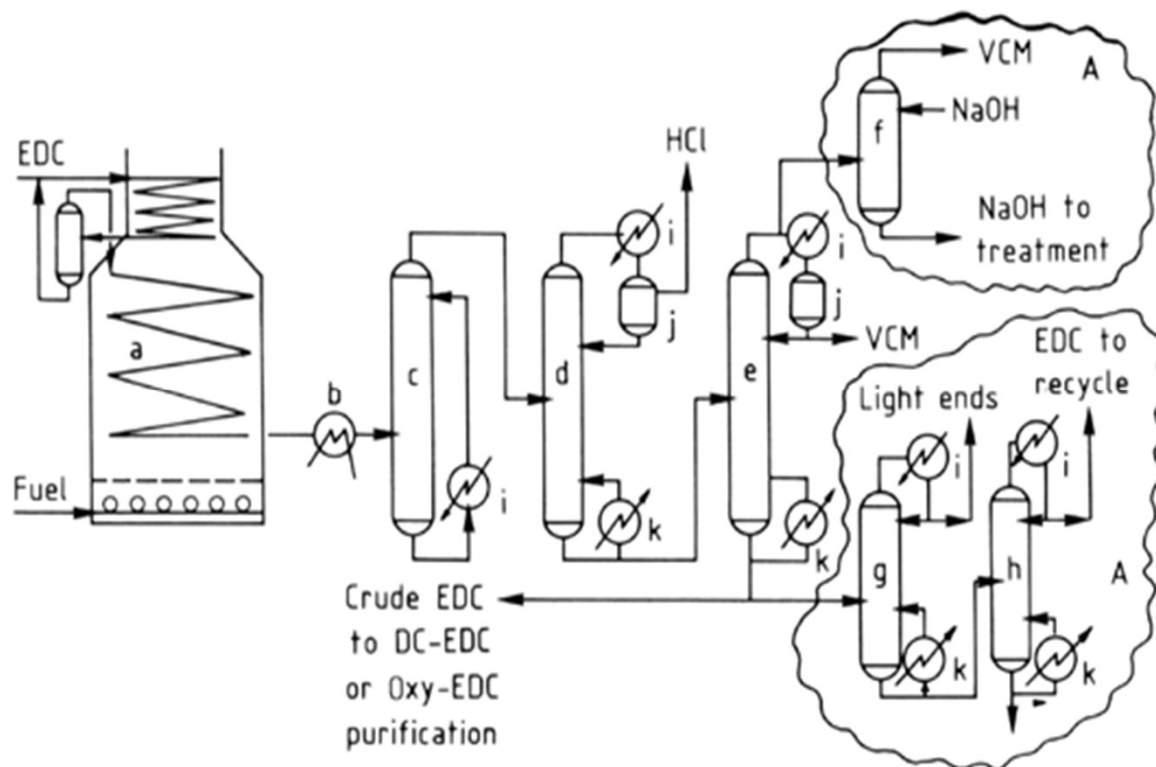 VCM
A
NaOH
f
NaOH to
treatment
EDC
HCl
i
i
j
j
a
b
c
d
e
VCM
EDC to
recycle
Light ends
i
i
i
Fuel
k
k
g
h
A
k
k
Crude EDC
to DC-EDC
or Oxy-EDC
purification